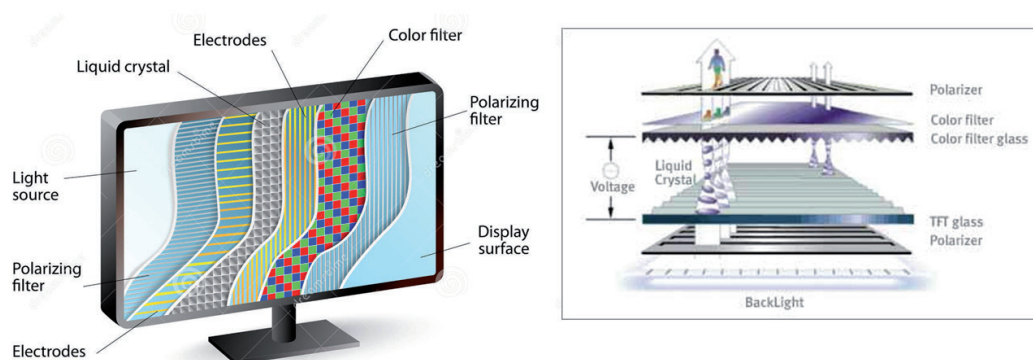 Electrodes
Color filter
Liquid crystal
Polarizing
filter
Light
source
Display
surface
Polarizing
filter
Electrodes
Polarizer
Color filter
Color filter glass
Voltage
Liquid
Crystal
TFT glass
Polarizer
BackLight